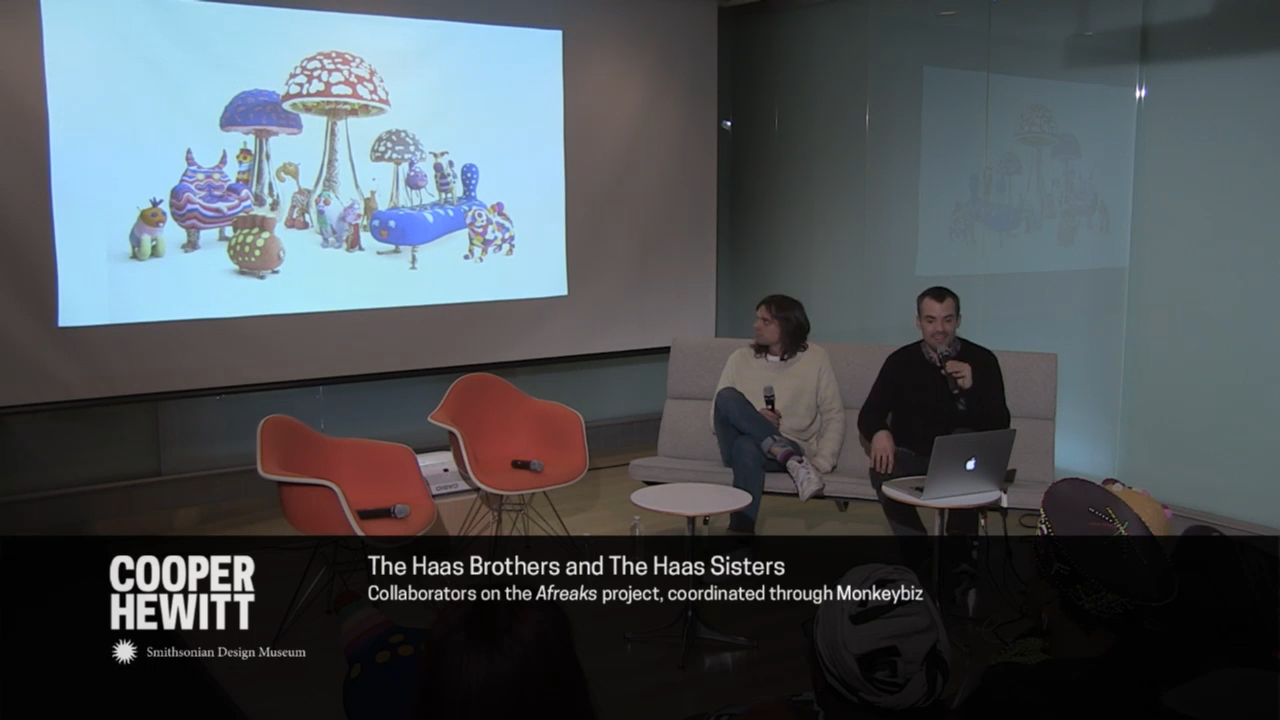 COOPER
HEWITT
Smithsonian Design Museum
The Haas Brothers and The Haas Sisters
Collaborators on the Afreaks project, coordinated through Monkeybiz